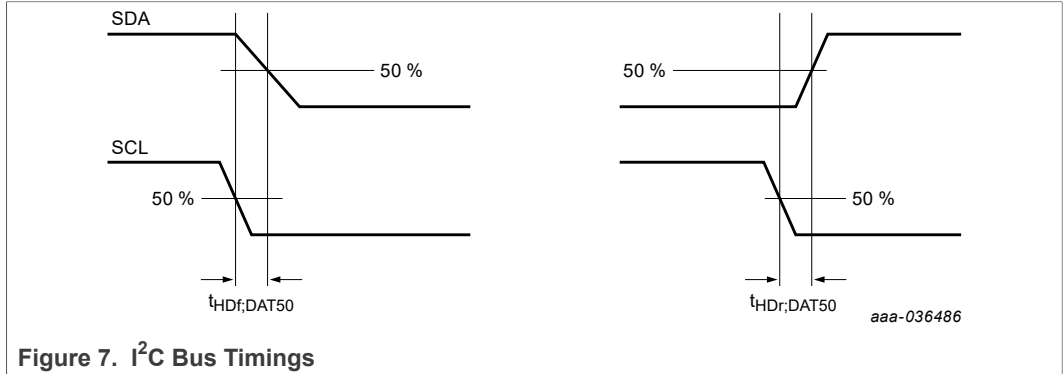 SDA
50 %
50 %
SCL
50 %
50 %
tHDf;DAT50
tHDr;DAT50
aaa-036486
Figure 7. I2C Bus Timings